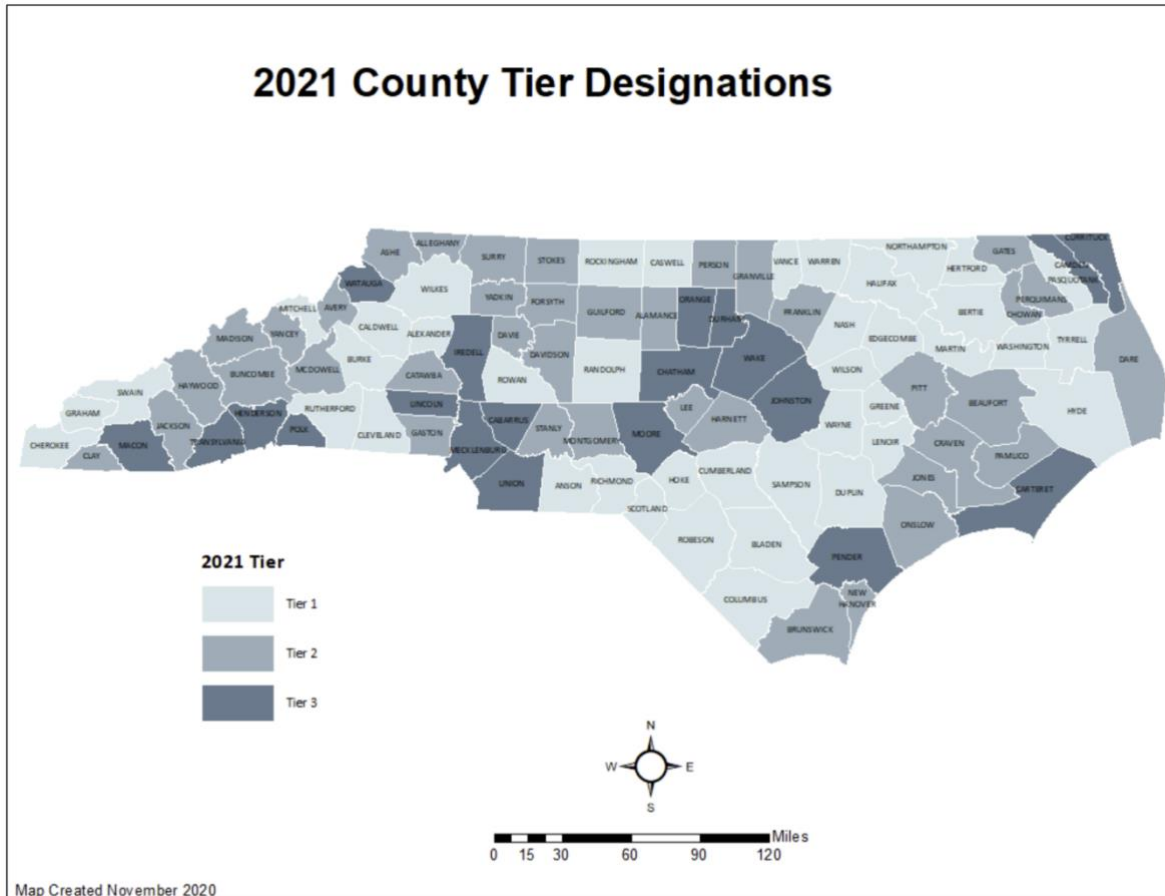 2021 County Tier Designations
ASHE
ALLEGHANY
SURRY
STOKES
ROCKINGHAM
CASWELL
PERSON
GRANVILLE
VANCE
WARREN
NORTHAMPTON
GATES
CURRITUCK
CAMDEN
PASQUOTANK
HERTFORD
HALIFAX
WATAUGA
WILKES
YADKIN
FORSYTH
GUILFORD
ALAMANCE
ORANGE
DURHAM
FRANKLIN
NASH
BERTIE
PERQUIMANS
CHOWAN
MITCHELL
AVERY
CALDWELL
ALEXANDER
IREDELL
DAVIE
DAVIDSON
RANDOLPH
CHATHAM
WAKE
EDGECOMBE
MARTIN
WASHINGTON
TYRRELL
DARE
MADISON
YANCEY
BURKE
CATAWBA
ROWAN
WILSON
PITT
BEAUFORT
HYDE
SWAIN
HAYWOOD
BUNCOMBE
MCDOWELL
LINCOLN
JOHNSTON
GREENE
GRAHAM
HENDERSON
RUTHERFORD
CABARRUS
LEE
HARNETT
WAYNE
CHEROKEE
CLAY
MACON
JACKSON
TRANSYLVANIA
POLK
CLEVELAND
GASTON
MECKLENBURG
STANLY
MONTGOMERY
MOORE
LENOIR
CRAVEN
PAMLICO
UNION
ANSON
RICHMOND
HOKE
CUMBERLAND
SAMPSON
DUPLIN
JONES
CARTERET
SCOTLAND
ROBESON
BLADEN
ONSLOW
PENDER
COLUMBUS
NEW
HANOVER
BRUNSWICK
2021 Tier
Tier 1
Tier 2
Tier 3
N
W E
S
Miles
0 15 30 60 90 120
Map Created November 2020